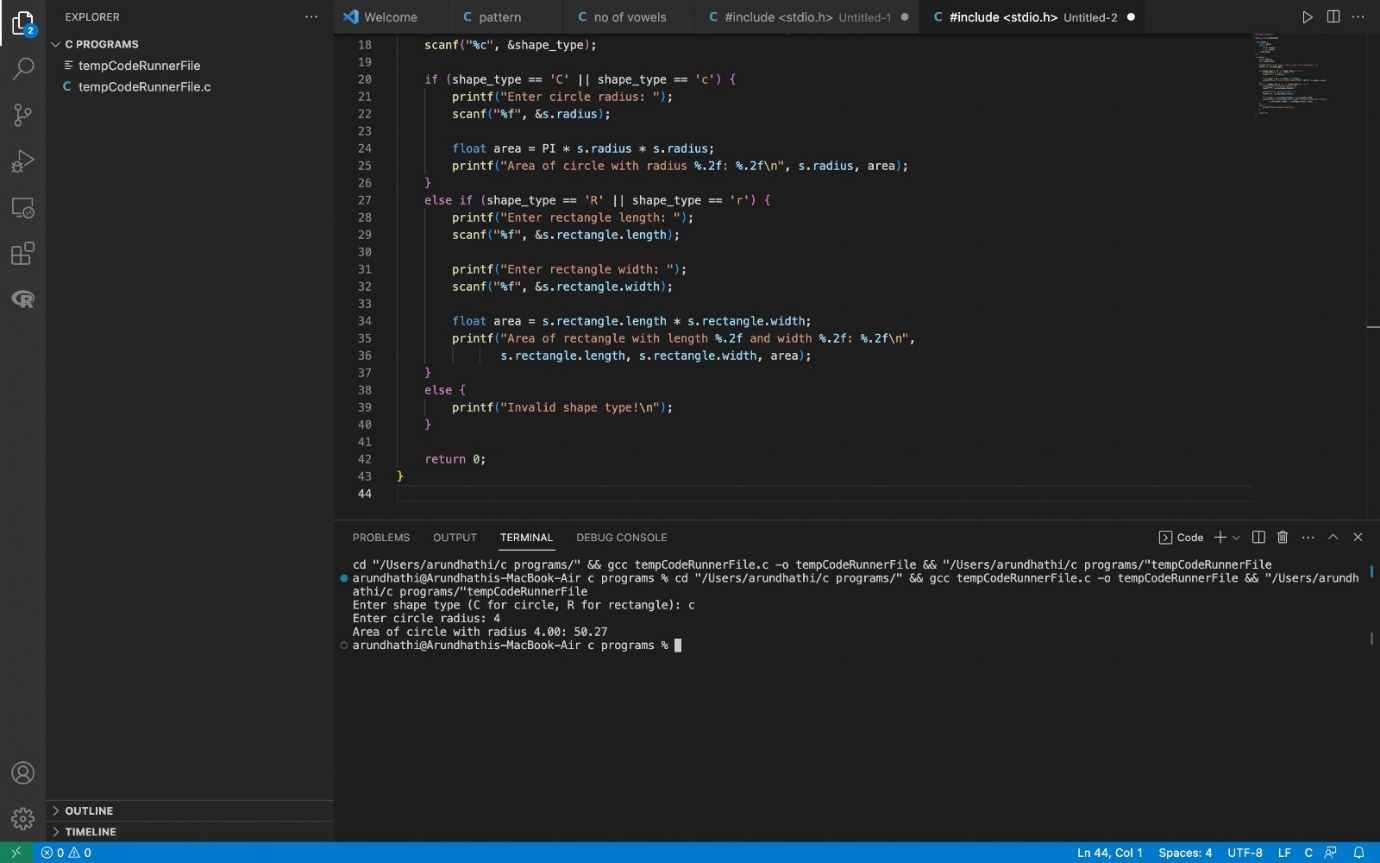 2
EXPLORER
C PROGRAMS
tempCodeRunnerFile
C tempCodeRunnerFile.c
R
OUTLINE
TIMELINE
Welcome
C pattern
C no of vowels
C #include <stdio.h> Untitled-1
C #include <stdio.h> Untitled-2
18 scanf("%c", &shape_type);
19
20 if (shape_type == 'C' || shape_type == 'c') {
21 printf("Enter circle radius: ");
22 scanf("%f", &s.radius);
23
24 float area = PI * s.radius * s.radius;
25 printf("Area of circle with radius %.2f: %.2f\n", s.radius, area);
26 }
27 else if (shape_type == 'R' || shape_type == 'r') {
28 printf("Enter rectangle length: ");
29 scanf("%f", &s.rectangle.length);
30
31 printf("Enter rectangle width: ");
32 scanf("%f", &s.rectangle.width);
33
34 float area = s.rectangle.length * s.rectangle.width;
35 printf("Area of rectangle with length %.2f and width %.2f: %.2f\n",
36 s.rectangle.length, s.rectangle.width, area);
37 }
38 else {
39 printf("Invalid shape type!\n");
40 }
41
42 return 0;
43 }
44
PROBLEMS OUTPUT TERMINAL DEBUG CONSOLE
Code
cd "/Users/arundhathi/c programs/" && gcc tempCodeRunnerFile.c -o tempCodeRunnerFile && "/Users/arundhathi/c programs/"tempCodeRunnerFile
arundhathi@Arundhathis-MacBook-Air c programs % cd "/Users/arundhathi/c programs/" && gcc tempCodeRunnerFile.c -o tempCodeRunnerFile && "/Users/arundh
athi/c programs/"tempCodeRunnerFile
Enter shape type (C for circle, R for rectangle): c
Enter circle radius: 4
Area of circle with radius 4.00: 50.27
arundhathi@Arundhathis-MacBook-Air c programs %
0 0
Ln 44, Col 1 Spaces: 4 UTF-8 LF C